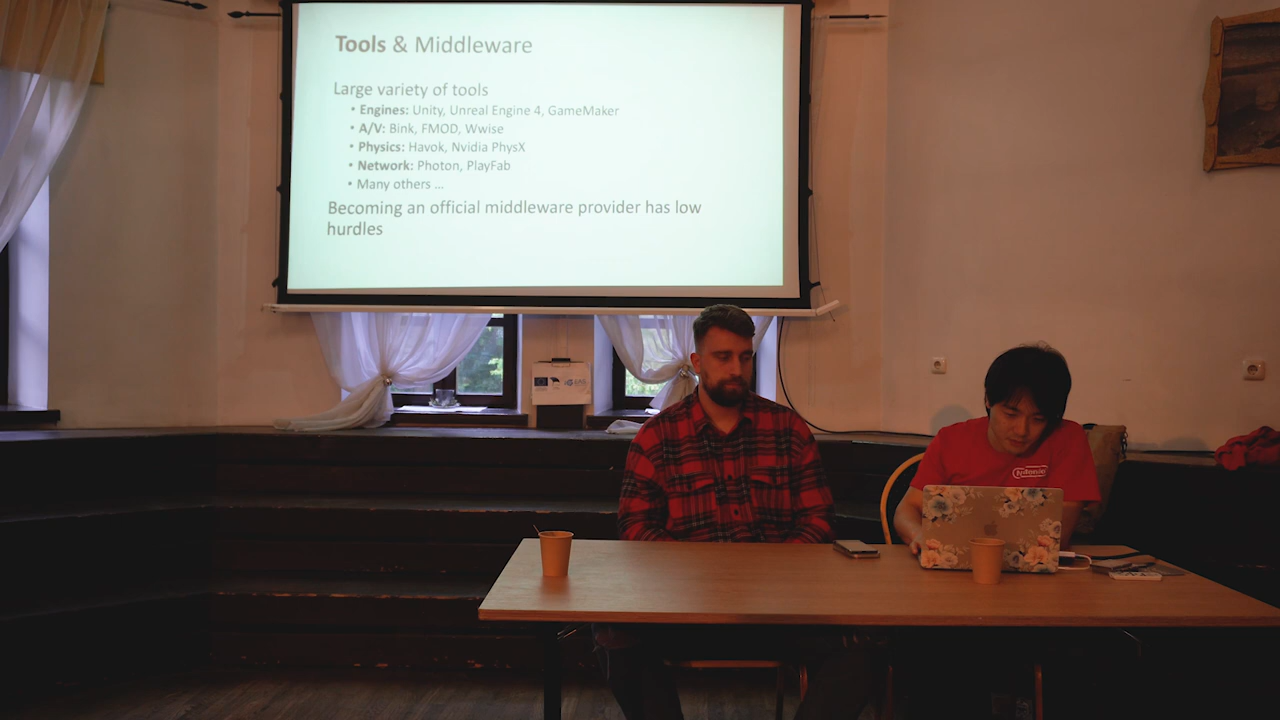 Tools & Middleware
Large variety of tools
• Engines: Unity, Unreal Engine 4, GameMaker
• A/V: Bink, FMOD, Wwise
• Physics: Havok, Nvidia PhysX
• Network: Photon, PlayFab
• Many others ...
Becoming an official middleware provider has low
hurdles